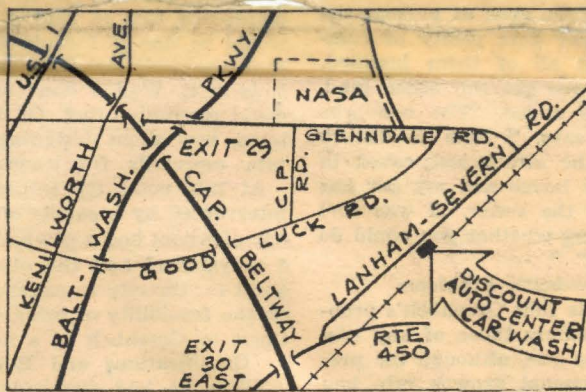 U.S. 1
AVE.
PKWY.
NASA
GLENNDALE RD.
EXIT 29
CIP. RD.
KENILWORTH
BALT-WASH.
CAP. BELTWAY
GOOD LUCK RD.
LANHAM SEVERN RD.
DISCOUNT
AUTO CENTER
CAR WASH
RTE
450
EXIT
30
EAST